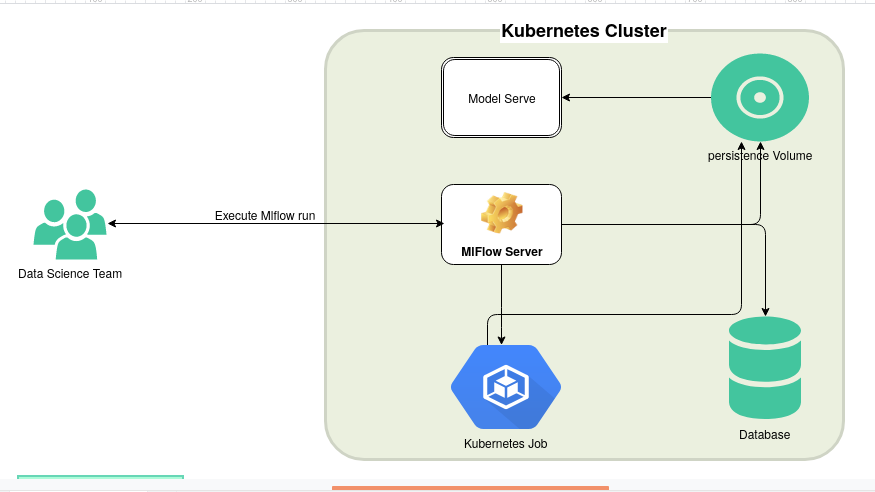 Kubernetes Cluster
Model Serve
persistence Volume
Execute Mlflow run
MlFlow Server
Data Science Team
Database
Kubernetes Job